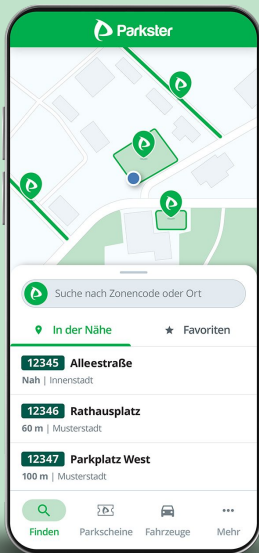 Parkster
Suche nach Zonencode oder Ort
In der Nähe Favoriten
12345 Alleestraße
Nah | Innenstadt
12346 Rathausplatz
60 m | Musterstadt
12347 Parkplatz West
100 m | Musterstadt
Finden Parkscheine Fahrzeuge Mehr